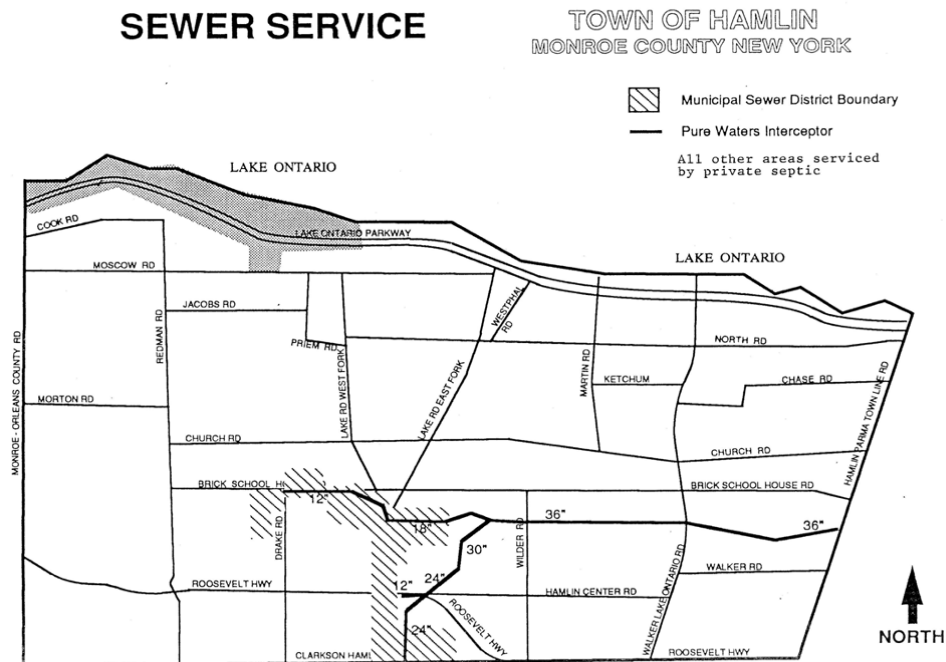 SEWER SERVICE
TOWN OF HAMLIN
MONROE COUNTY NEW YORK
Municipal Sewer District Boundary
Pure Waters Interceptor
All other areas serviced
by private septic
LAKE ONTARIO
COOK RD
LAKE ONTARIO PARKWAY
LAKE ONTARIO
MOSCOW RD
JACOBS RD
WESTPHAL
RD
REDMAN RD
PRIEM RD
NORTH RD
MONROE - ORLEANS COUNTY RD
LAKE RD WEST FORK
LAKE RD EAST FORK
MARTIN RD
KETCHUM
CHASE RD
HAMLIN PARMA TOWN LINE RD
MORTON RD
CHURCH RD
CHURCH RD
BRICK SCHOOL
12"
BRICK SCHOOL HOUSE RD
DRAKE RD
18"
36"
36"
WILDER RD
30"
WALKER LAKE ONTARIO RD
WALKER RD
ROOSEVELT HWY
12"
24"
HAMLIN CENTER RD
ROOSEVELT HWY
24"
CLARKSON HAML
ROOSEVELT HWY
NORTH